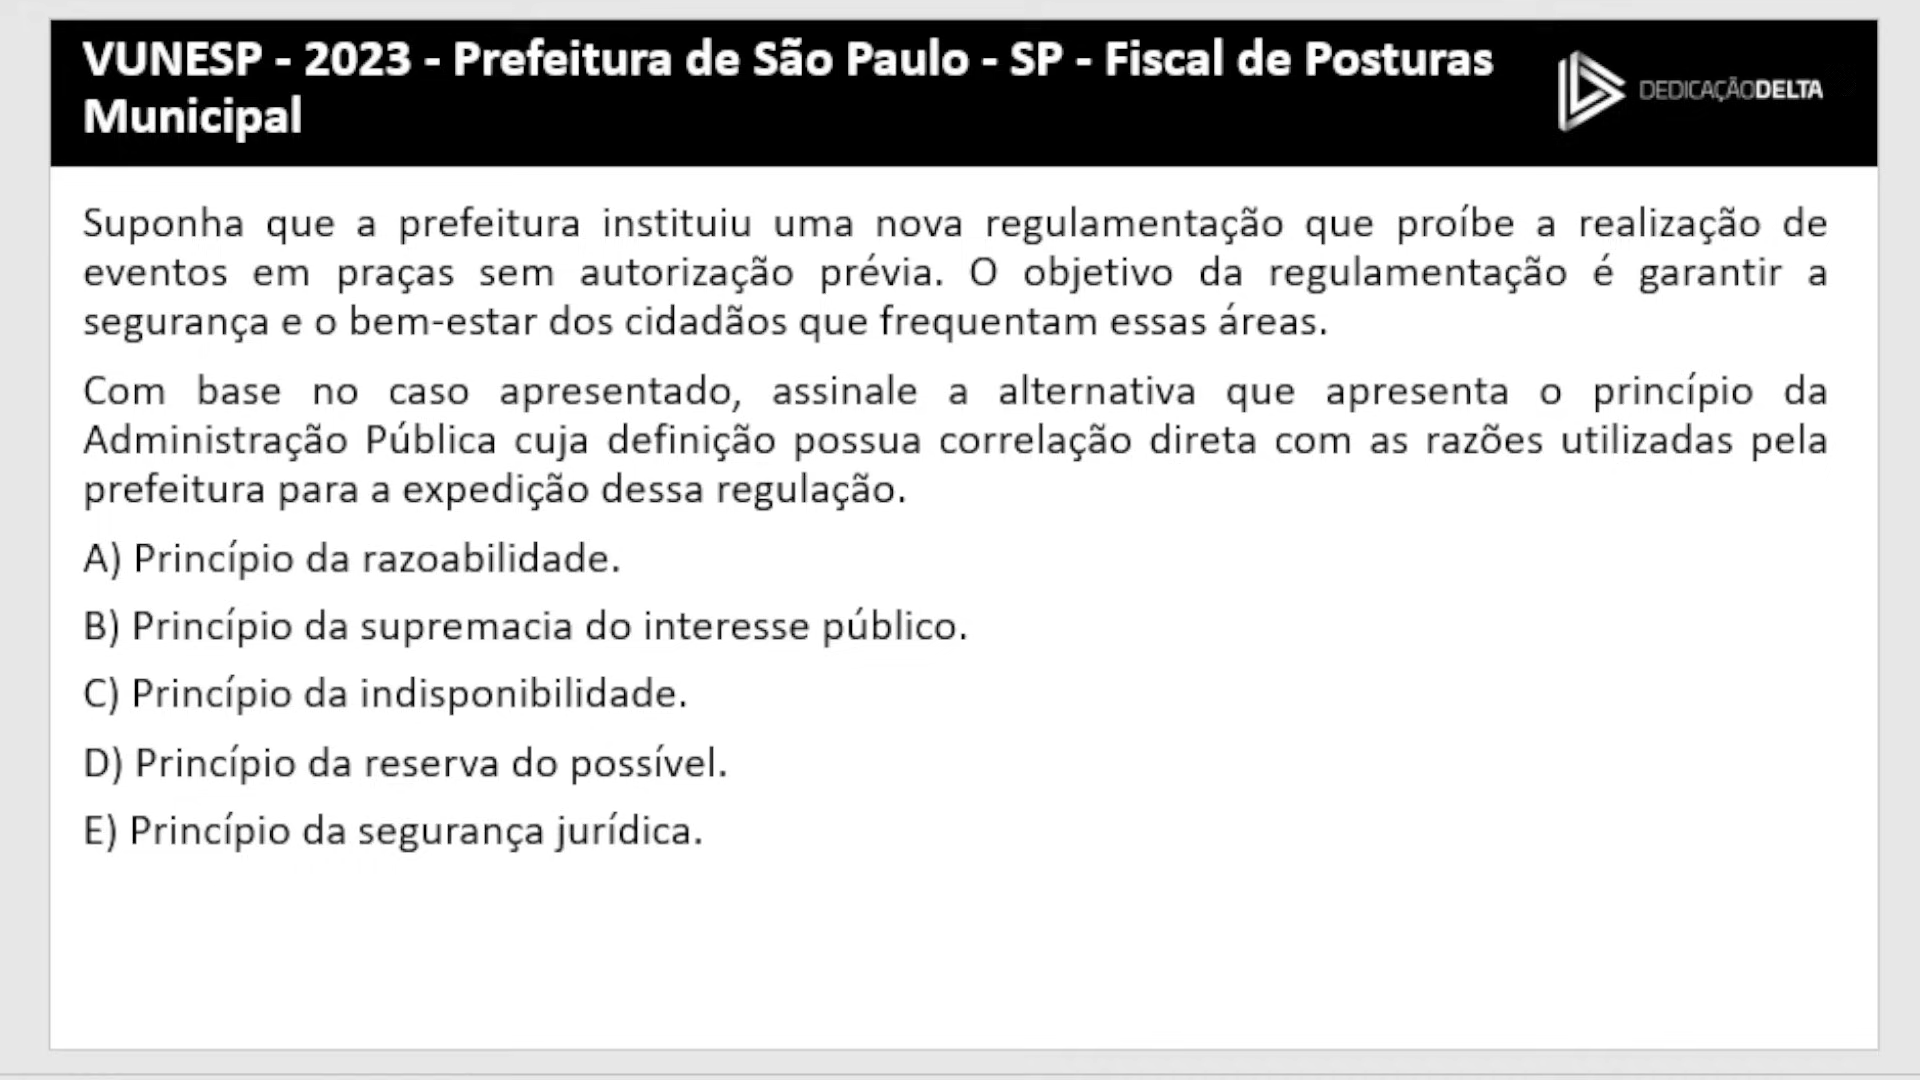 VUNESP - 2023 - Prefeitura de São Paulo - SP - Fiscal de Posturas
Municipal
DEDICAÇÃODELTA
Suponha que a prefeitura instituiu uma nova regulamentação que proíbe a realização de
eventos em praças sem autorização prévia. O objetivo da regulamentação é garantir a
segurança e o bem-estar dos cidadãos que frequentam essas áreas.
Com base no caso apresentado, assinale a alternativa que apresenta o princípio da
Administração Pública cuja definição possua correlação direta com as razões utilizadas pela
prefeitura para a expedição dessa regulação.
A) Princípio da razoabilidade.
B) Princípio da supremacia do interesse público.
C) Princípio da indisponibilidade.
D) Princípio da reserva do possível.
E) Princípio da segurança jurídica.